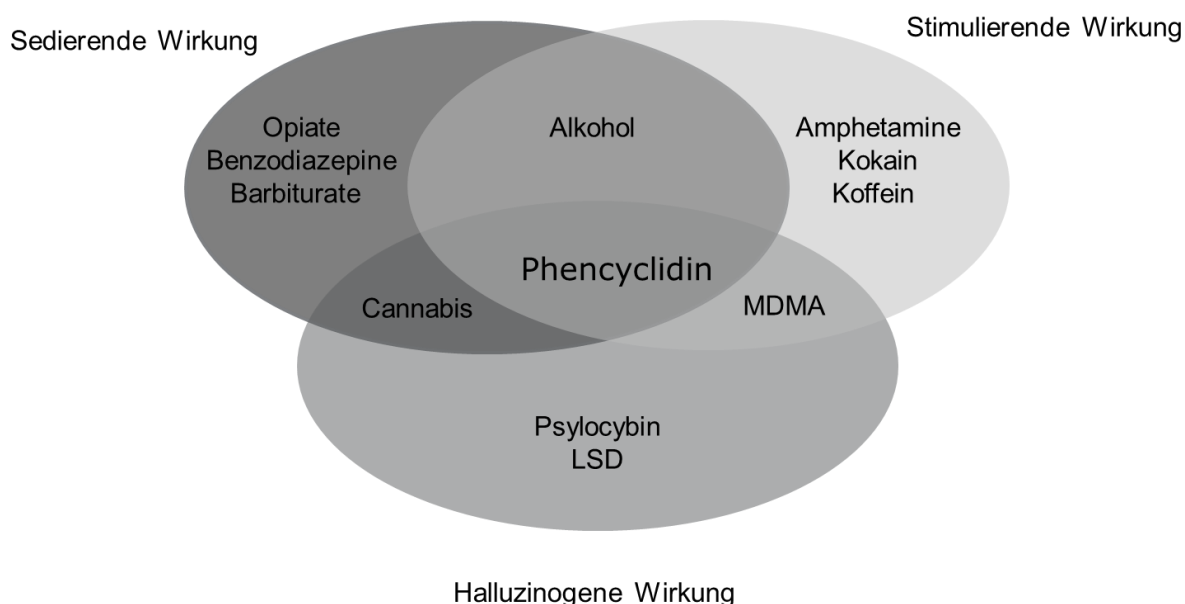 Sedierende Wirkung
Stimulierende Wirkung
Opiate
Benzodiazepine
Barbiturate
Alkohol
Amphetamine
Kokain
Koffein
Phencyclidin
Cannabis
MDMA
Psylocybin
LSD
Halluzinogene Wirkung